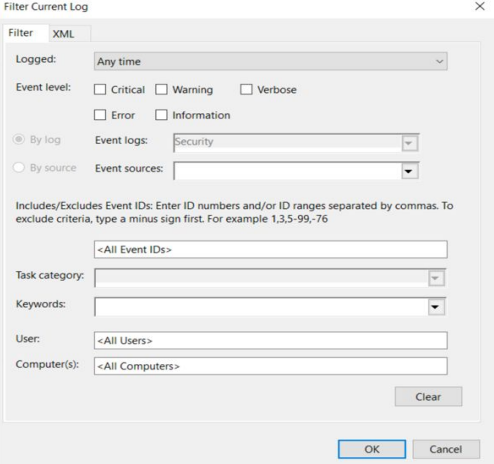 Filter Current Log
Filter XML
Logged: Any time
Event level: Critical Warning Verbose
Error Information
By log Event logs: Security
By source Event sources:
Includes/Excludes Event IDs: Enter ID numbers and/or ID ranges separated by commas. To
exclude criteria, type a minus sign first. For example 1,3,5-99,-76
<All Event IDs>
Task category:
Keywords:
User: <All Users>
Computer(s): <All Computers>
Clear
OK Cancel